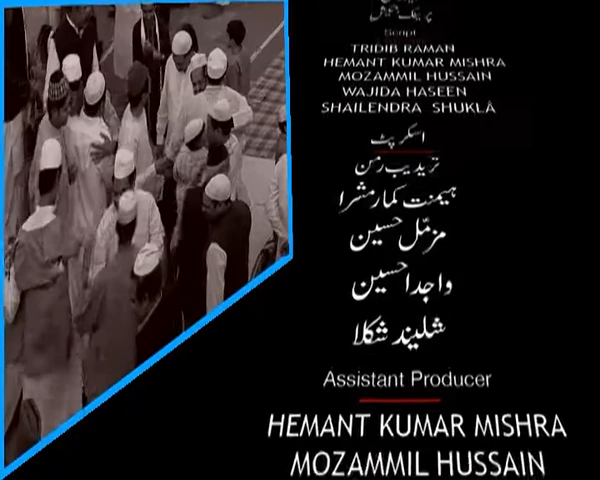 Script
TRIDIB RAMAN
HEMANT KUMAR MISHRA
MOZAMMIL HUSSAIN
WAJIDA HASEEN
SHAILENDRA SHUKLA
اسکرپٹ
تریدیب رمن
ہیمنت کمار مشرا
مزمّل حسین
واجدا حسین
شلیند شکلا
Assistant Producer
HEMANT KUMAR MISHRA
MOZAMMIL HUSSAIN